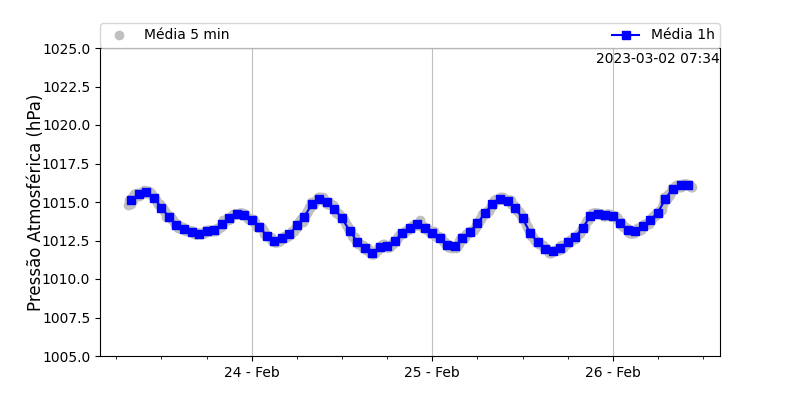 Média 5 min
Média 1h
2023-03-02 07:34
Pressão Atmosférica (hPa)
1025.0
1022.5
1020.0
1017.5
1015.0
1012.5
1010.0
1007.5
1005.0
24 - Feb
25 - Feb
26 - Feb